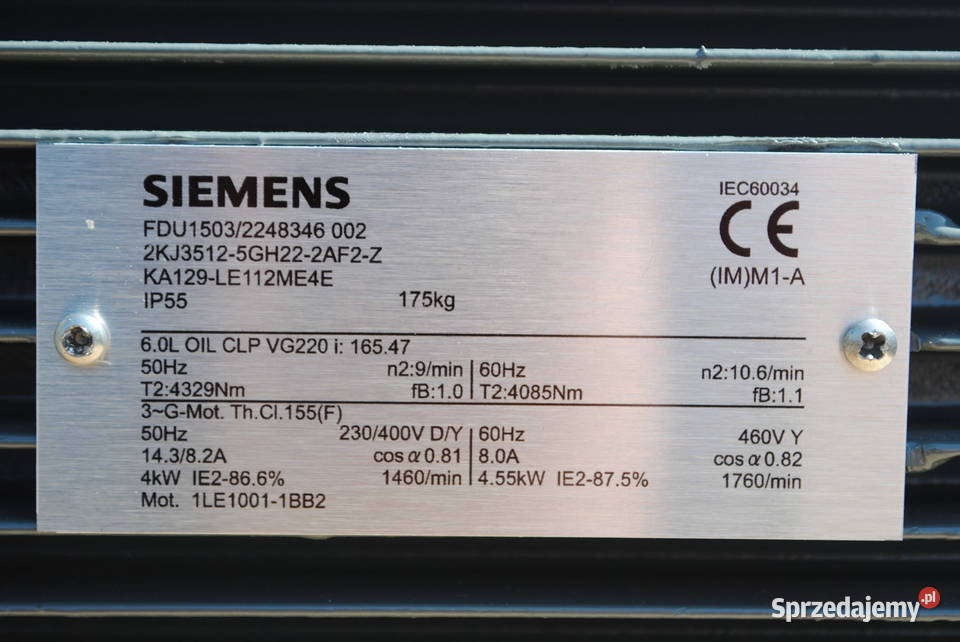 SIEMENS
IEC60034
FDU1503/2248346 002
CE
2KJ3512-5GH22-2AF2-Z
KA129-LE112ME4E
(IM)M1-A
IP55 175kg
6.0L OIL CLP VG220 i: 165.47
50Hz n2:9/min 60Hz n2:10.6/min
T2:4329Nm fB:1.0 T2:4085Nm fB:1.1
3~G-Mot. Th.Cl.155(F)
50Hz 230/400V D/Y 60Hz 460V Y
14.3/8.2A cos α 0.81 8.0A cos α 0.82
4kW IE2-86.6% 1460/min 4.55kW IE2-87.5% 1760/min
Mot. 1LE1001-1BB2
Sprzedajemy.pl